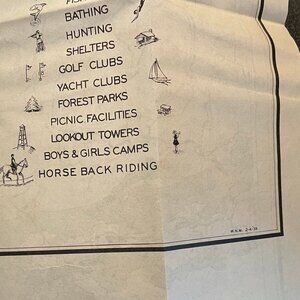 BATHING
HUNTING
SHELTERS
GOLF CLUBS
YACHT CLUBS
FOREST PARKS
PICNIC FACILITIES
LOOKOUT TOWERS
BOYS & GIRLS CAMPS
HORSE BACK RIDING